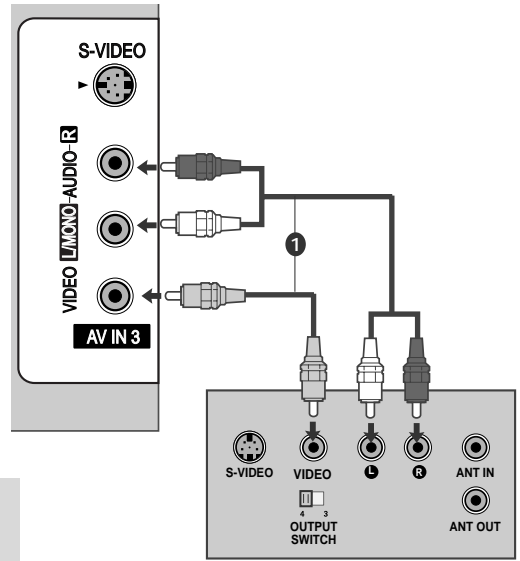 S-VIDEO
VIDEO L/MONO-AUDIO-R
AV IN 3
1
S-VIDEO
VIDEO
L
R
ANT IN
4 3
OUTPUT
SWITCH
ANT OUT